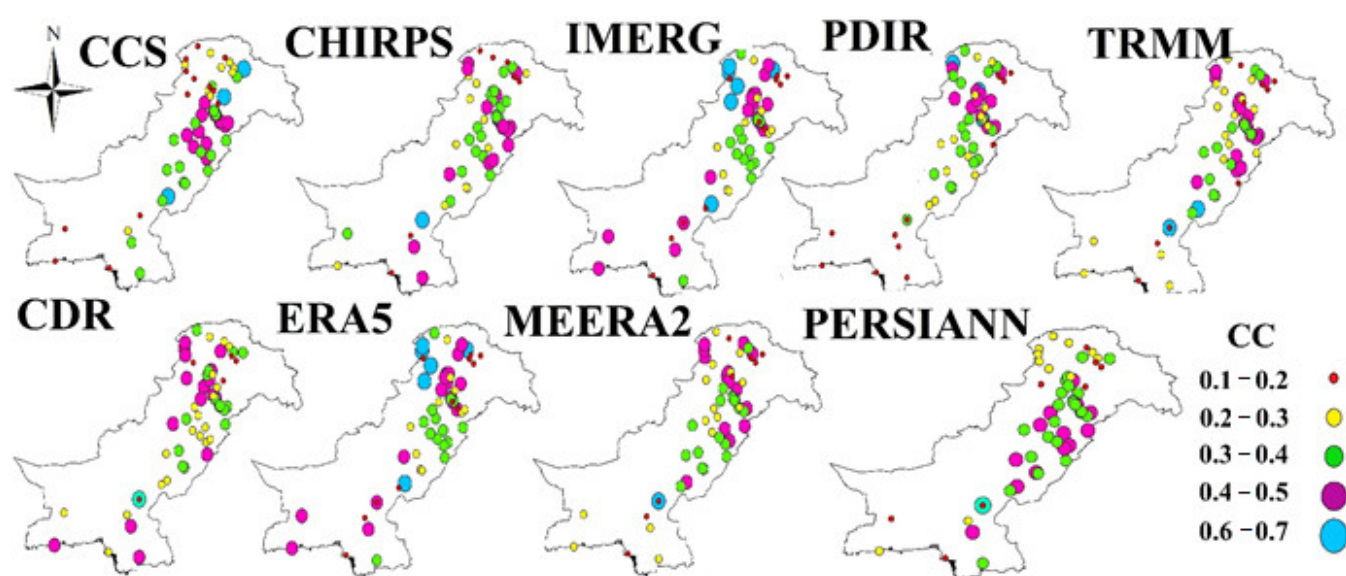 N
CCS
CHIRPS
IMERG
PDIR
TRMM
CDR
ERA5
MEERA2
PERSIANN
CC
0.1 - 0.2
0.2 - 0.3
0.3 - 0.4
0.4 - 0.5
0.6 - 0.7